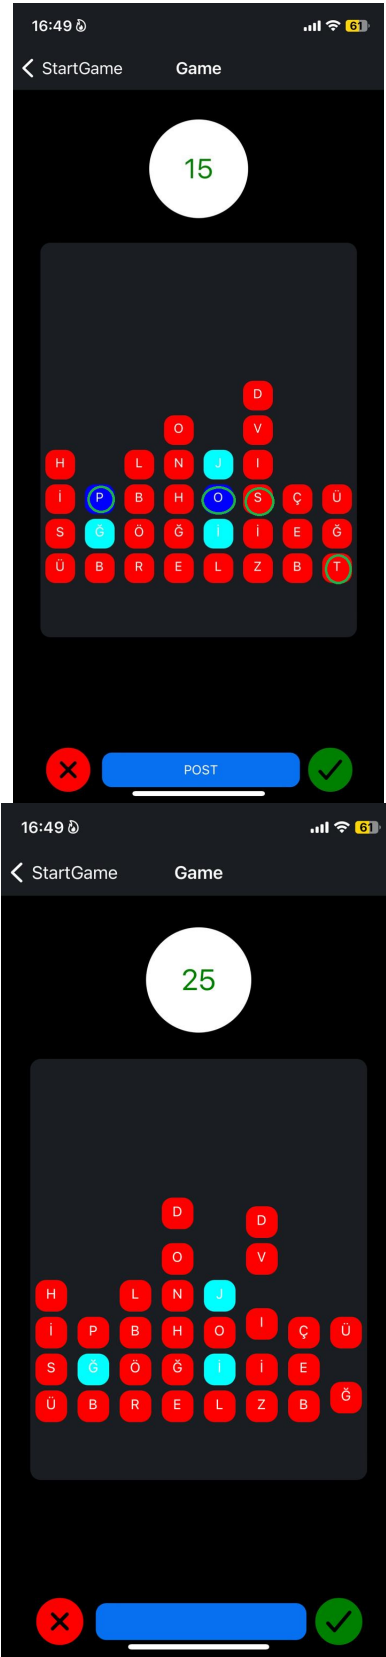 16:49 61
StartGame Game
15
D
O V
H L N J I
İ P B H O S Ç Ü
S Ğ Ö Ğ İ İ E Ğ
Ü B R E L Z B T
POST
16:49 61
StartGame Game
25
D D
O V
H L N J
İ P B H O I Ç Ü
S Ğ Ö Ğ İ İ E
Ü B R E L Z B Ğ